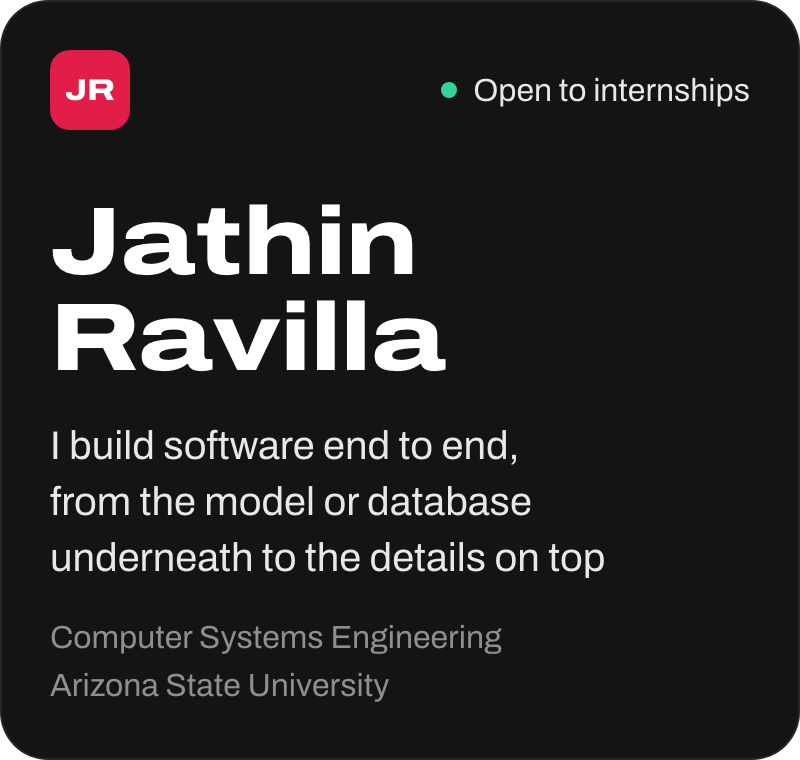 JR
Open to internships
Jathin
Ravilla
I build software end to end,
from the model or database
underneath to the details on top
Computer Systems Engineering
Arizona State University